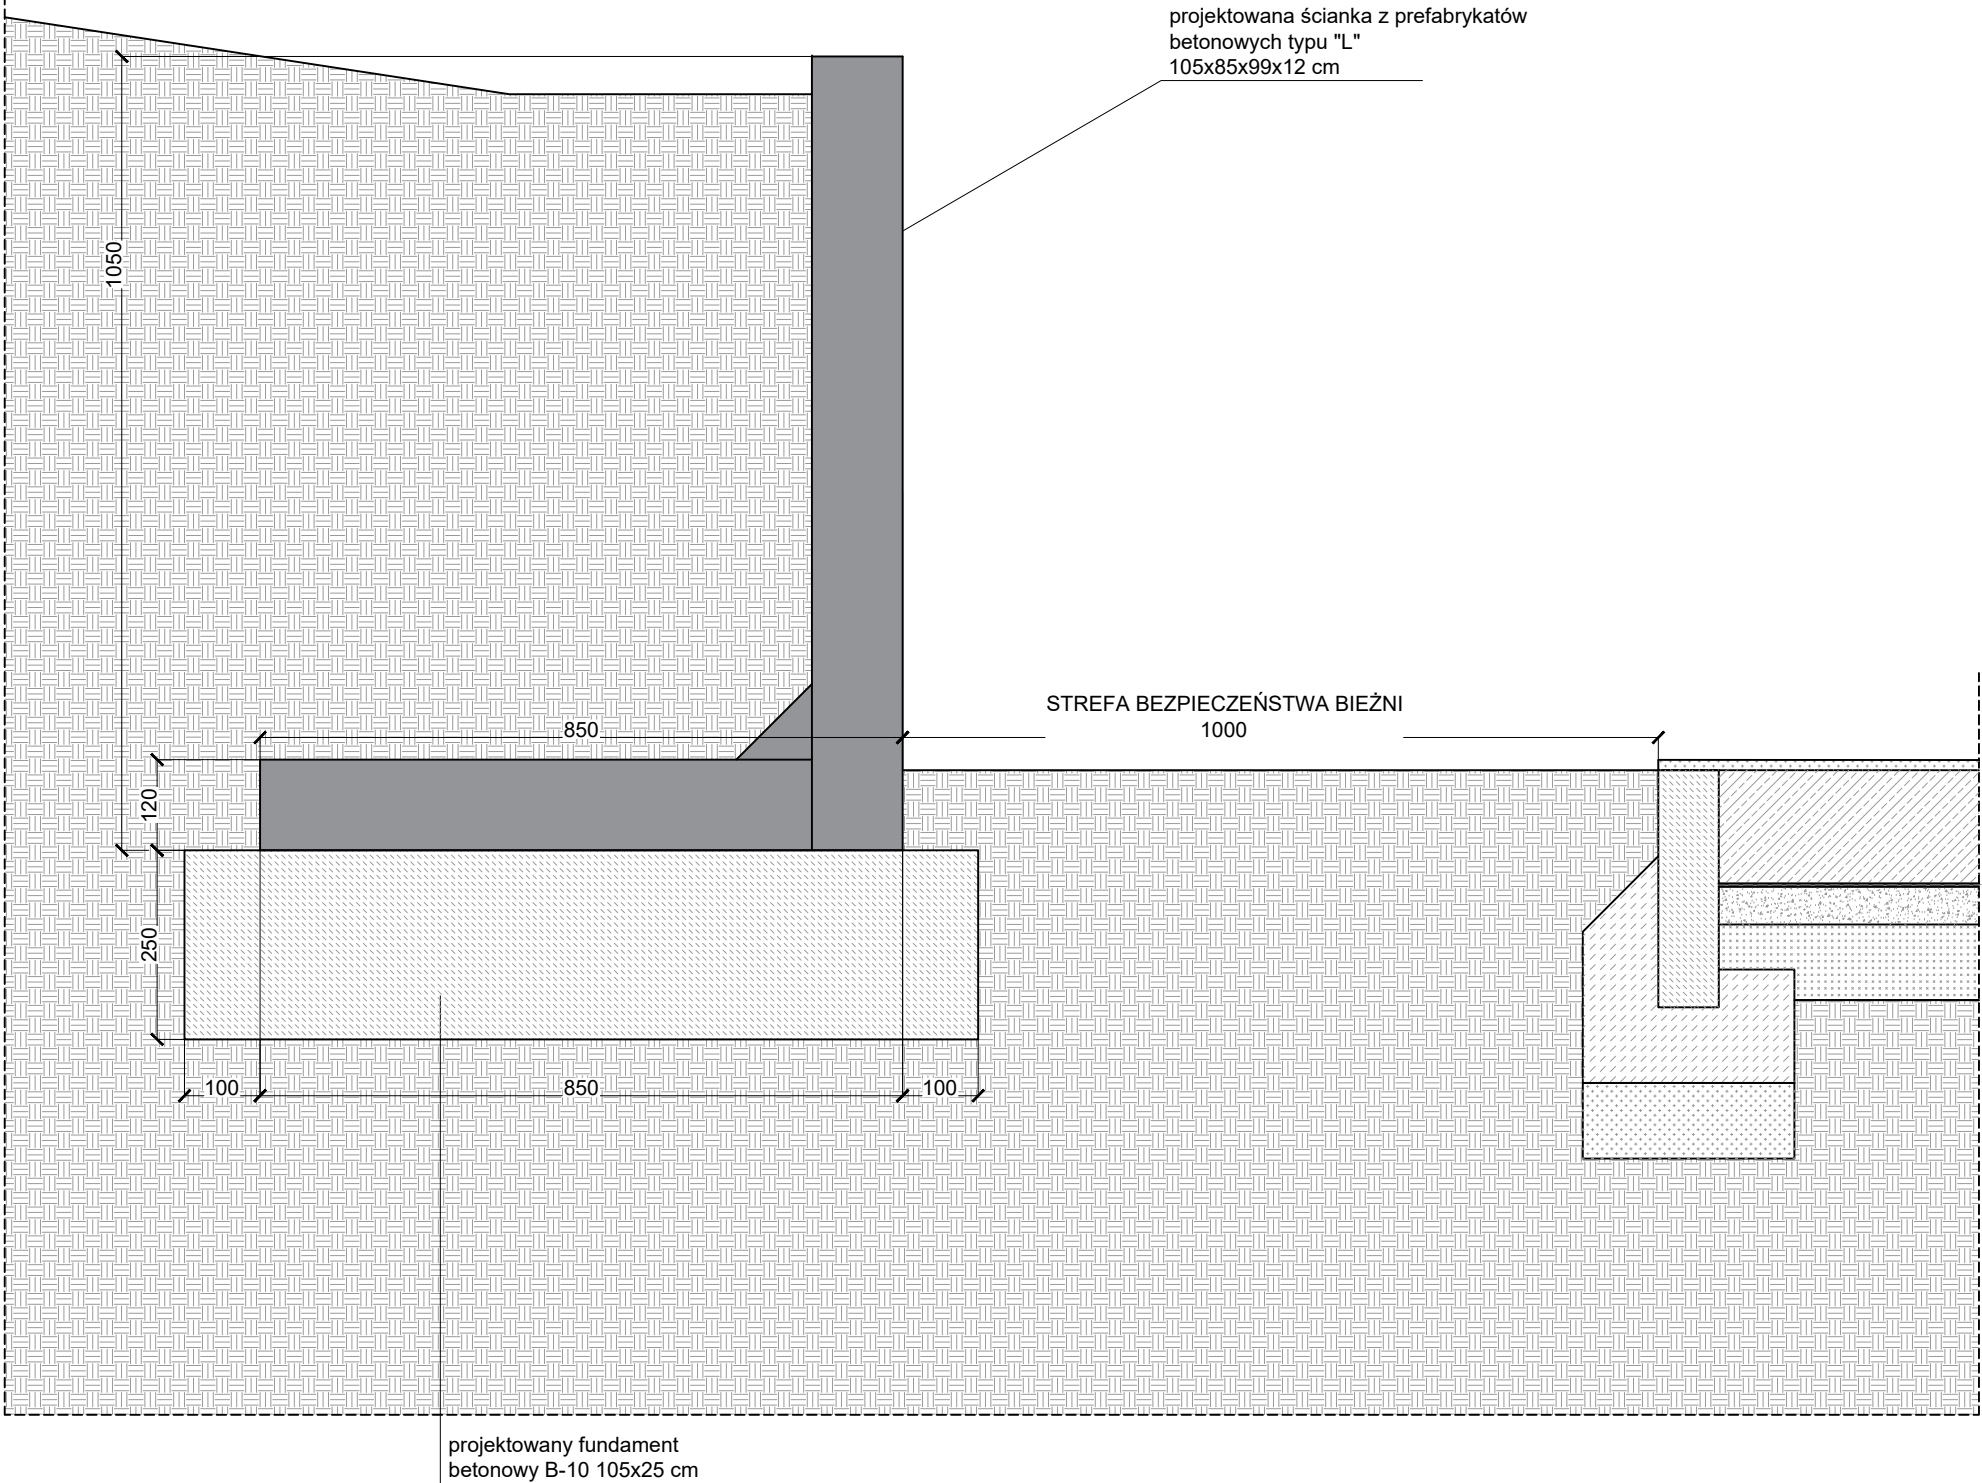 projektowana ścianka z prefabrykatów
betonowych typu "L"
105x85x99x12 cm
1050
STREFA BEZPIECZEŃSTWA BIEŻNI
850
1000
120
250
100
850
100
projektowany fundament
betonowy B-10 105x25 cm